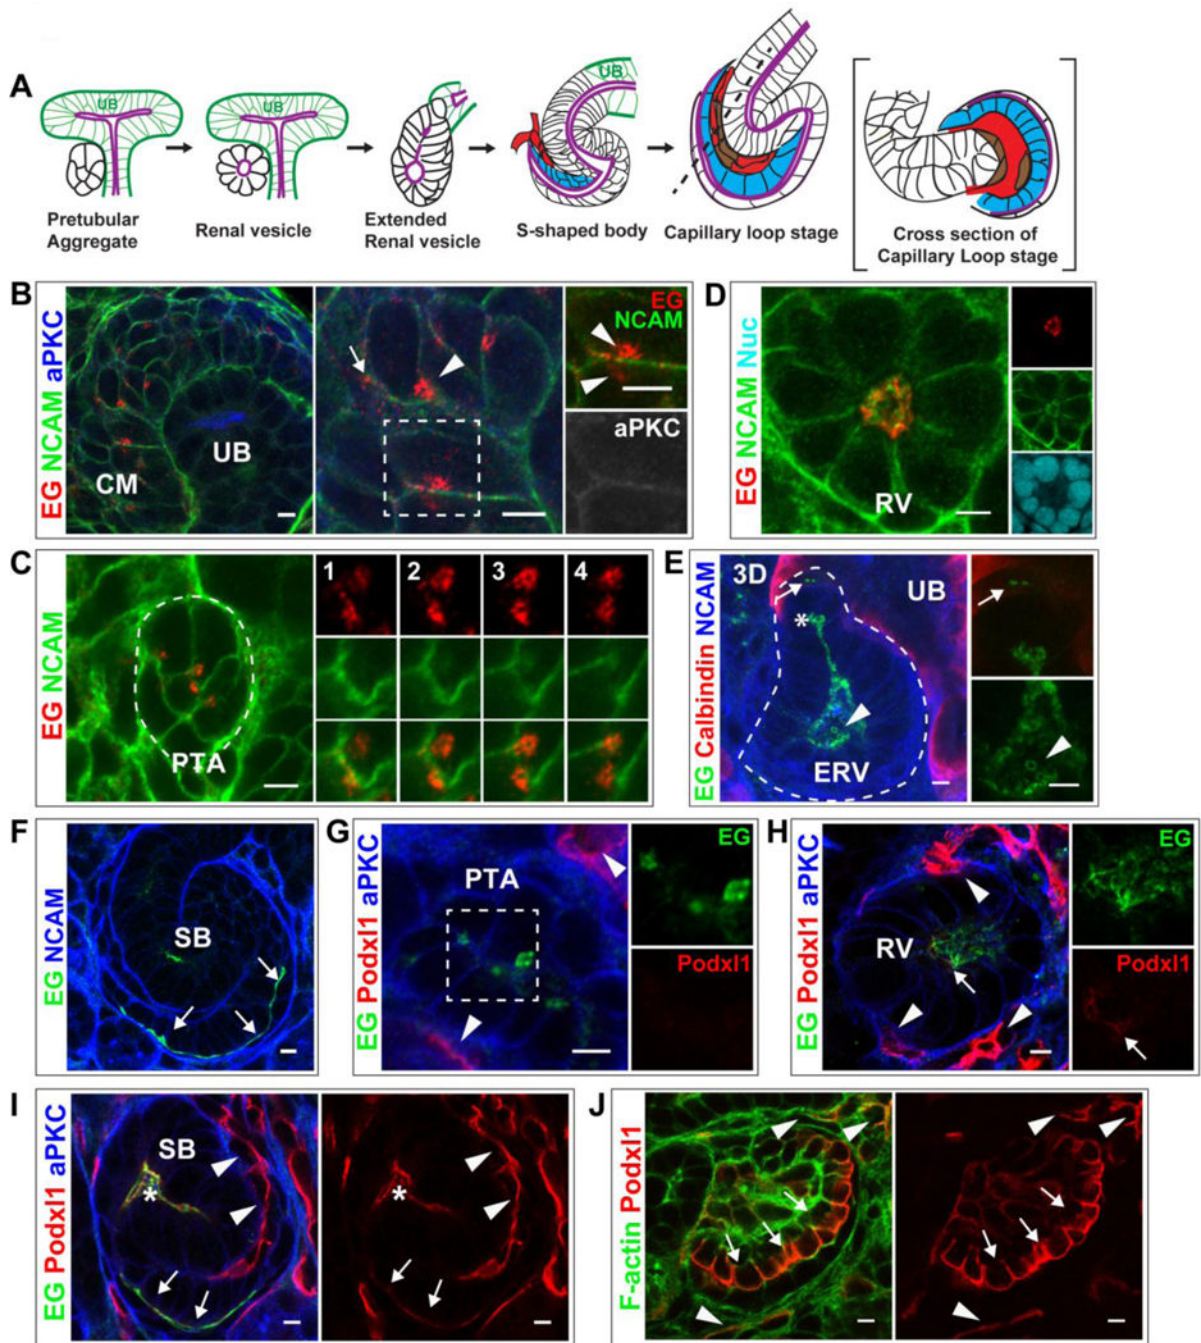 A
UB
UB
UB
Pretubular
Aggregate
Renal vesicle
Extended
Renal vesicle
S-shaped body
Capillary loop stage
Cross section of
Capillary Loop stage
B
EG NCAM aPKC
CM
UB
EG
NCAM
aPKC
D
EG NCAM Nuc
RV
C
EG NCAM
PTA
1
2
3
4
E
EG Calbindin NCAM
3D
UB
*
ERV
F
EG NCAM
SB
G
EG Podxl1 aPKC
PTA
EG
Podxl1
H
EG Podxl1 aPKC
RV
EG
Podxl1
I
EG Podxl1 aPKC
SB
*
*
J
F-actin Podxl1